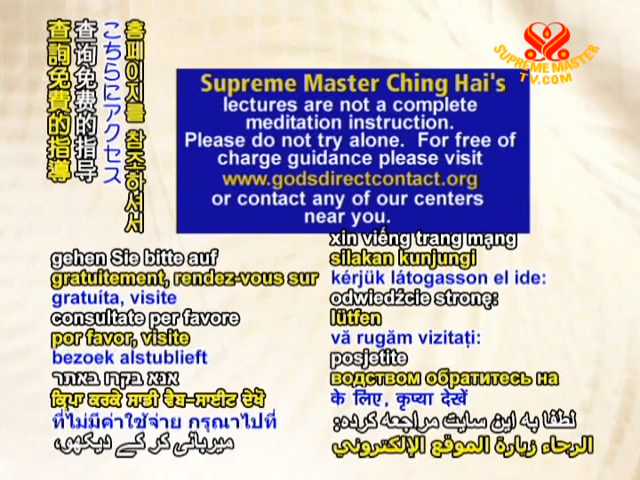 查詢免費的指導
查询免费的指导
こちらにアクセス
홈페이지를 참조하셔서
SUPREME MASTER
TV.COM
Supreme Master Ching Hai's
lectures are not a complete
meditation instruction.
Please do not try alone. For free of
charge guidance please visit
www.godsdirectcontact.org
or contact any of our centers
near you.
gehen Sie bitte auf
gratuitement, rendez-vous sur
gratuíta, visite
consultate per favore
por favor, visite
bezoek alstublieft
אנא בקרו באתר
ਕ੍ਰਿਪਾ ਕਰਕੇ ਸਾਡੀ ਵੈਬ-ਸਾਈਟ ਦੇਖੋ
ที่ไม่มีค่าใช้จ่าย กรุณาไปที่
میربانی کر کے دیکھو،
xin viếng trang mạng
silakan kunjungi
kérjük látogasson el ide:
odwiedźcie stronę:
lütfen
vă rugăm vizitați:
posjetite
водством обратитесь на
के लिए, कृप्या देखें
لطفا به این سایت مراجعه کرده:
الرجاء زيارة الموقع الإلكتروني